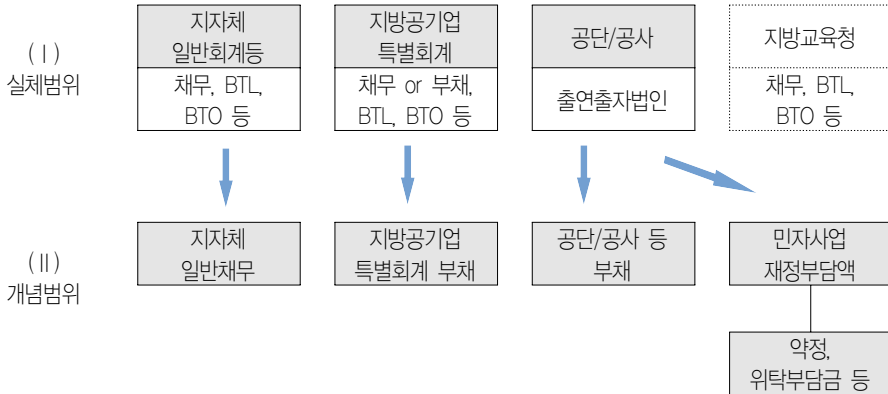 ( Ⅰ )
실체범위
지자체
일반회계등
채무, BTL,
BTO 등
지방공기업
특별회계
채무 or 부채,
BTL, BTO 등
공단/공사
출연출자법인
지방교육청
채무, BTL,
BTO 등
( Ⅱ )
개념범위
지자체
일반채무
지방공기업
특별회계 부채
공단/공사 등
부채
민자사업
재정부담액
약정,
위탁부담금 등